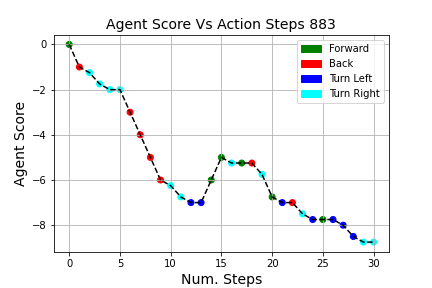 Agent Score Vs Action Steps 883
Forward
Back
Turn Left
Turn Right
Agent Score
0
−2
−4
−6
−8
0 5 10 15 20 25 30
Num. Steps